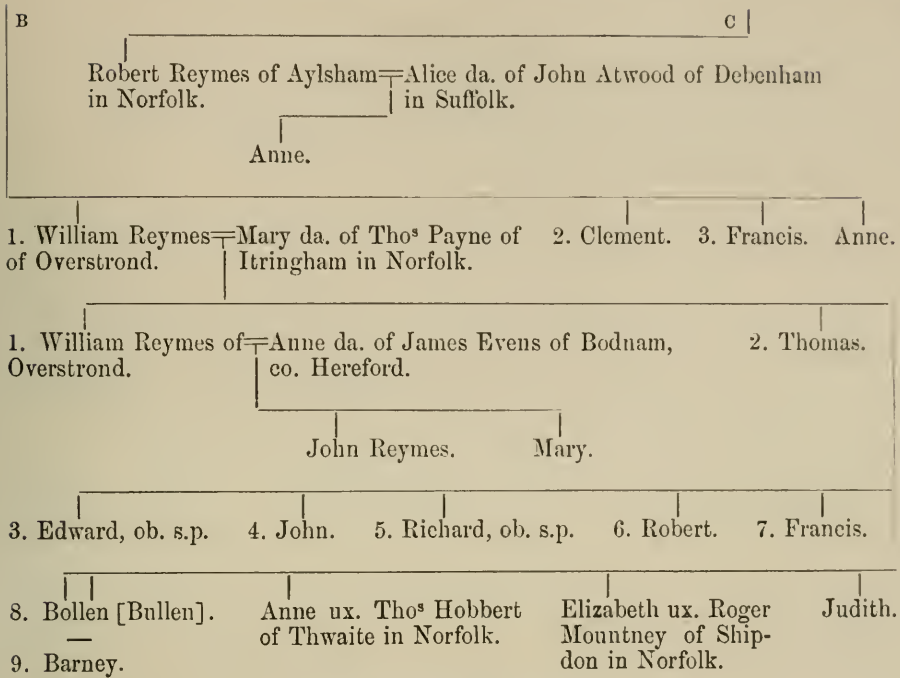 B C
Robert Reymes of Aylsham Alice da. of John Atwood of Debenham
in Norfolk. in Suffolk.
Anne.
1. William Reymes Mary da. of Thoˢ Payne of 2. Clement. 3. Francis. Anne.
of Overstrond. Itringham in Norfolk.
1. William Reymes of Anne da. of James Evens of Bodnam, 2. Thomas.
Overstrond. co. Hereford.
John Reymes. Mary.
3. Edward, ob. s.p. 4. John. 5. Richard, ob. s.p. 6. Robert. 7. Francis.
8. Bollen [Bullen]. Anne ux. Thoˢ Hobbert Elizabeth ux. Roger Judith.
— of Thwaite in Norfolk. Mountney of Ship-
9. Barney. don in Norfolk.